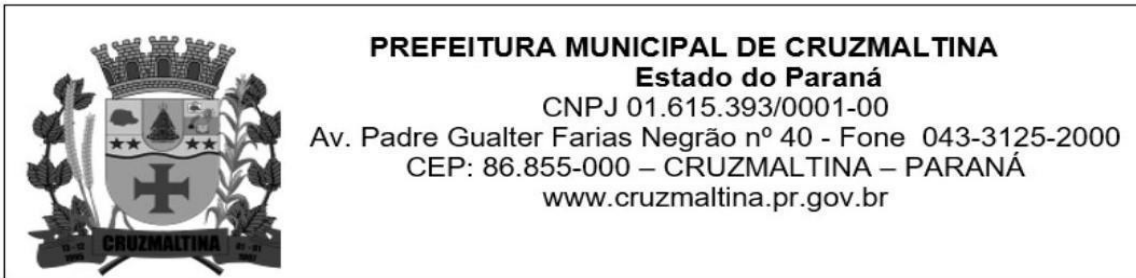 PREFEITURA MUNICIPAL DE CRUZMALTINA
Estado do Paraná
CNPJ 01.615.393/0001-00
Av. Padre Gualter Farias Negrão nº 40 - Fone 043-3125-2000
CEP: 86.855-000 – CRUZMALTINA – PARANÁ
www.cruzmaltina.pr.gov.br
CRUZMALTINA